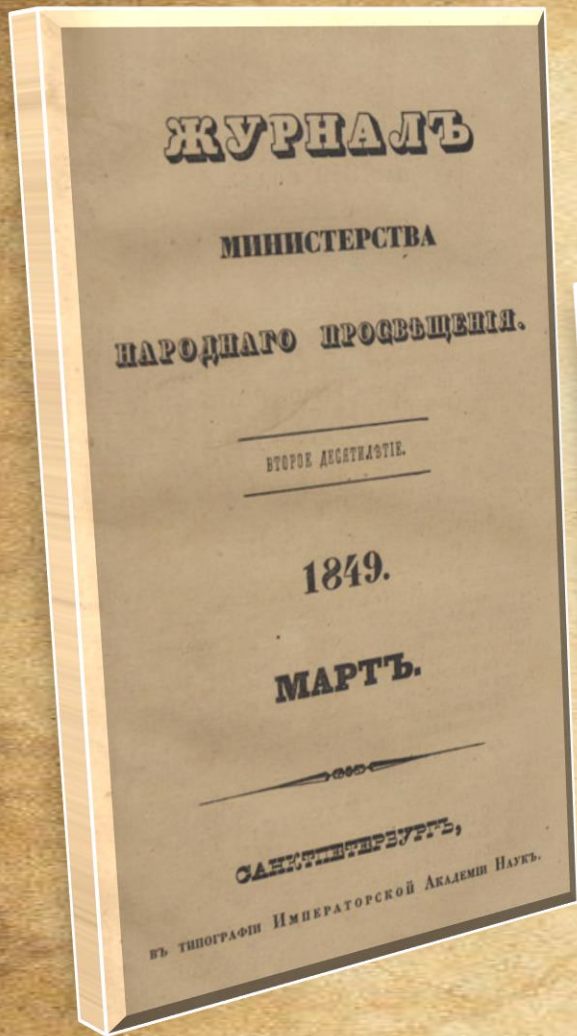 ЖУРНАЛЪ
МИНИСТЕРСТВА
НАРОДНАГО ПРОСВѢЩЕНІЯ.
ВТОРОЕ ДЕСЯТИЛѢТІЕ.
1849.
МАРТЪ.
САНКТПЕТЕРБУРГЪ,
ВЪ ТИПОГРАФІИ ИМПЕРАТОРСКОЙ АКАДЕМІИ НАУКЪ.